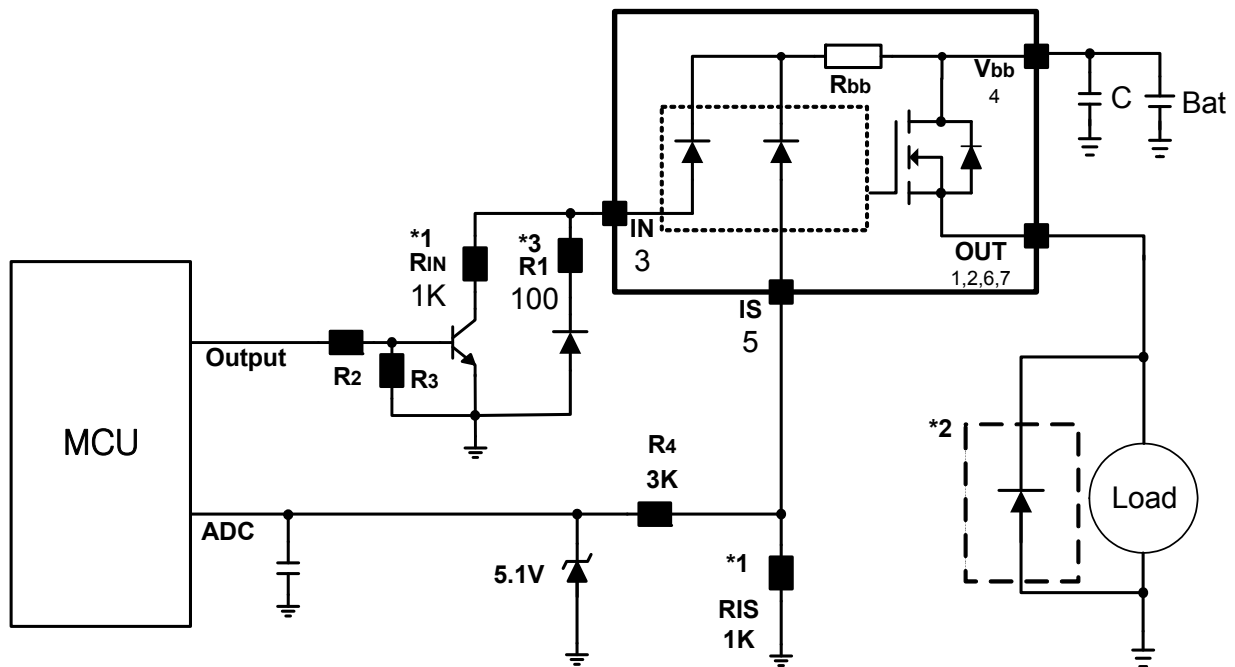 Rbb
Vbb
4
C
Bat
IN
3
*1
RIN
1K
*3
R1
100
OUT
1,2,6,7
IS
5
Output
R2
R3
MCU
*2
R4
3K
Load
ADC
5.1V
*1
RIS
1K